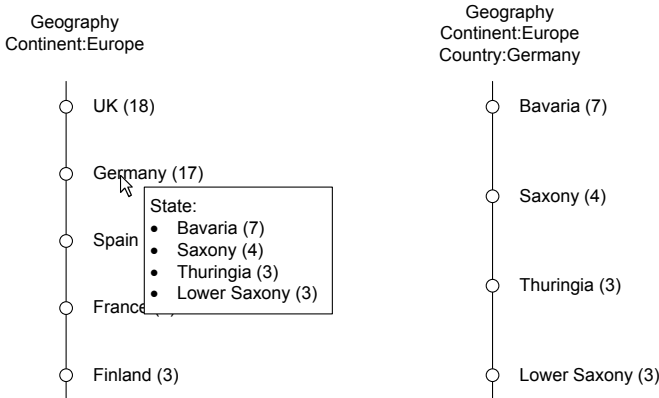 Geography
Continent:Europe
UK (18)
Germany (17)
State:
• Bavaria (7)
• Saxony (4)
• Thuringia (3)
• Lower Saxony (3)
Spain
France
Finland (3)
Geography
Continent:Europe
Country:Germany
Bavaria (7)
Saxony (4)
Thuringia (3)
Lower Saxony (3)